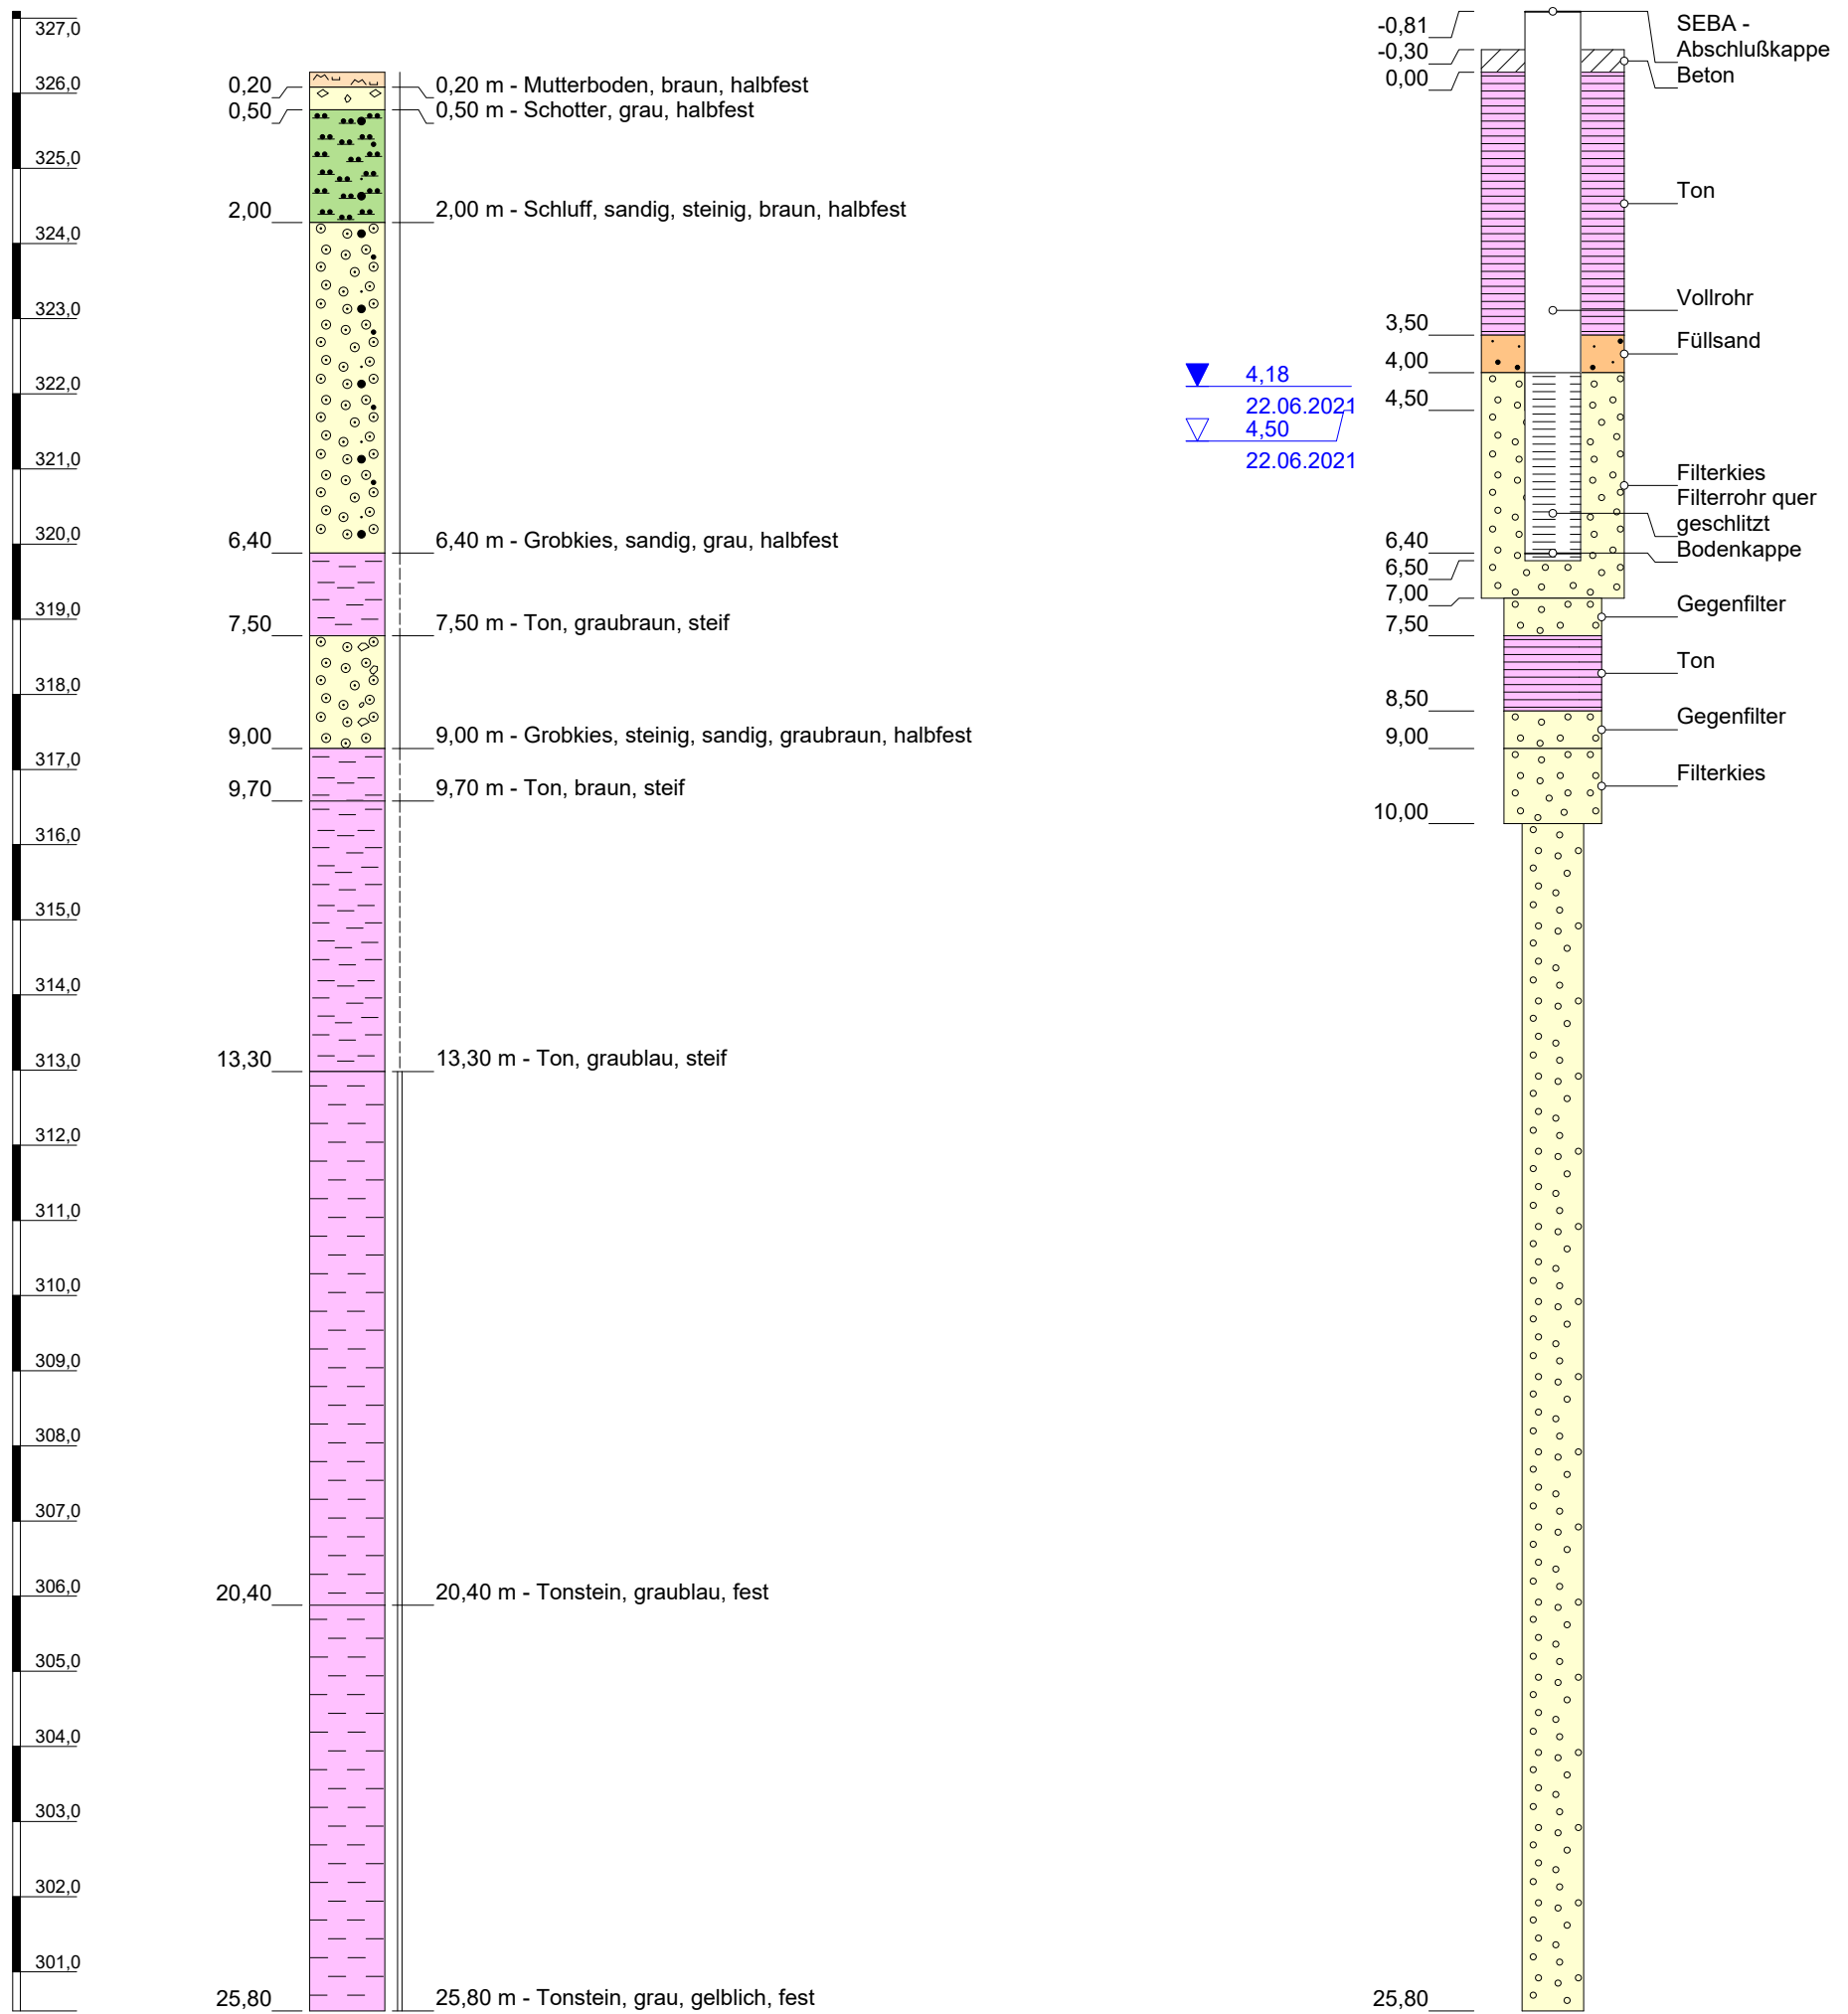 327,0
326,0
325,0
324,0
323,0
322,0
321,0
320,0
319,0
318,0
317,0
316,0
315,0
314,0
313,0
312,0
311,0
310,0
309,0
308,0
307,0
306,0
305,0
304,0
303,0
302,0
301,0
0,20
0,50
2,00
6,40
7,50
9,00
9,70
13,30
20,40
25,80
0,20 m - Mutterboden, braun, halbfest
0,50 m - Schotter, grau, halbfest
2,00 m - Schluff, sandig, steinig, braun, halbfest
6,40 m - Grobkies, sandig, grau, halbfest
7,50 m - Ton, graubraun, steif
9,00 m - Grobkies, steinig, sandig, graubraun, halbfest
9,70 m - Ton, braun, steif
13,30 m - Ton, graublau, steif
20,40 m - Tonstein, graublau, fest
25,80 m - Tonstein, grau, gelblich, fest
4,18
22.06.2021
4,50
22.06.2021
-0,81
-0,30
0,00
3,50
4,00
4,50
6,40
6,50
7,00
7,50
8,50
9,00
10,00
25,80
SEBA -
Abschlußkappe
Beton
Ton
Vollrohr
Füllsand
Filterkies
Filterrohr quer
geschlitzt
Bodenkappe
Gegenfilter
Ton
Gegenfilter
Filterkies